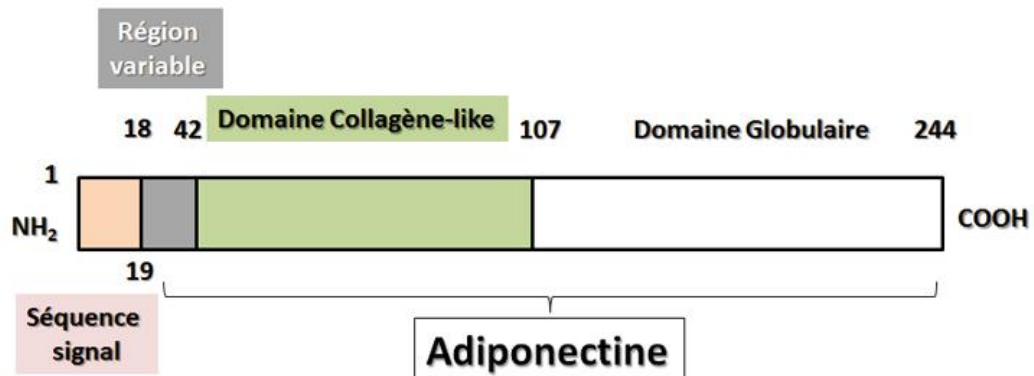 Région
variable
18 42 Domaine Collagène-like 107 Domaine Globulaire 244
1
NH2
COOH
19
Séquence
signal
Adiponectine